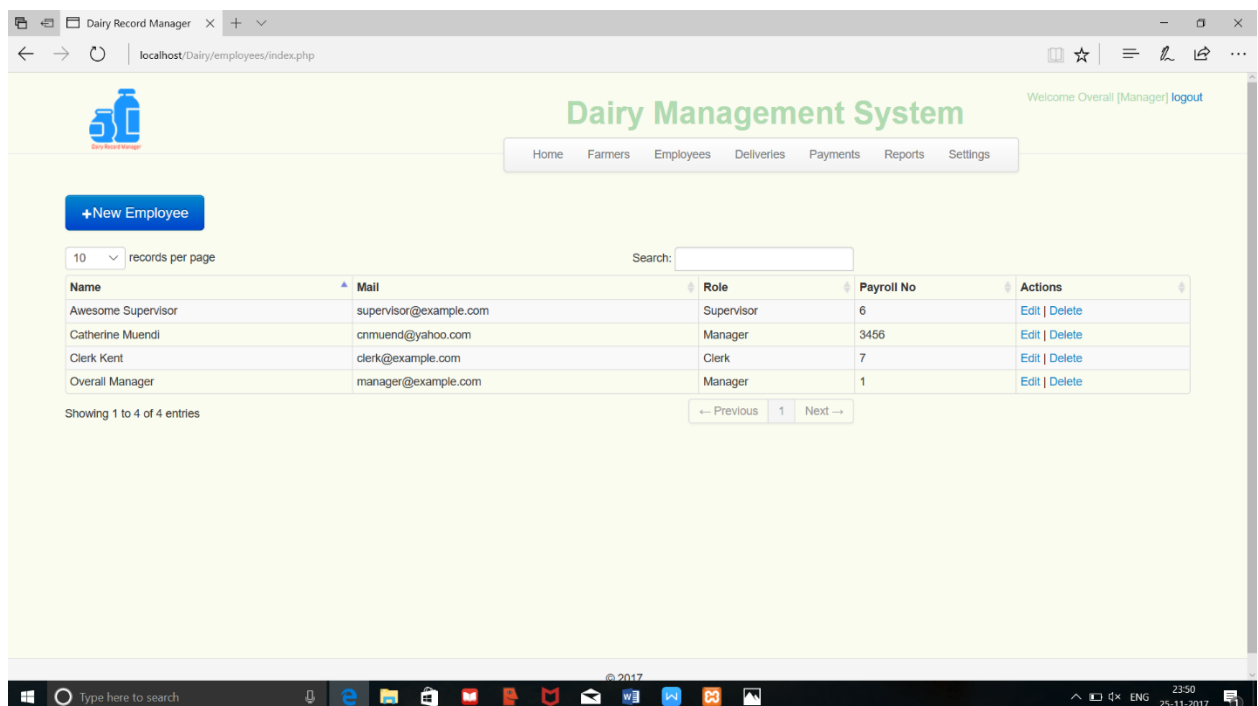 Dairy Record Manager
localhost/Dairy/employees/index.php
Dairy Record Manager
Dairy Management System
Welcome Overall [Manager] logout
Home Farmers Employees Deliveries Payments Reports Settings
+New Employee
10 records per page Search:
Name Mail Role Payroll No Actions
Awesome Supervisor supervisor@example.com Supervisor 6 Edit | Delete
Catherine Muendi cnmuend@yahoo.com Manager 3456 Edit | Delete
Clerk Kent clerk@example.com Clerk 7 Edit | Delete
Overall Manager manager@example.com Manager 1 Edit | Delete
Showing 1 to 4 of 4 entries ← Previous 1 Next →
© 2017
Type here to search ENG 23:50
25-11-2017